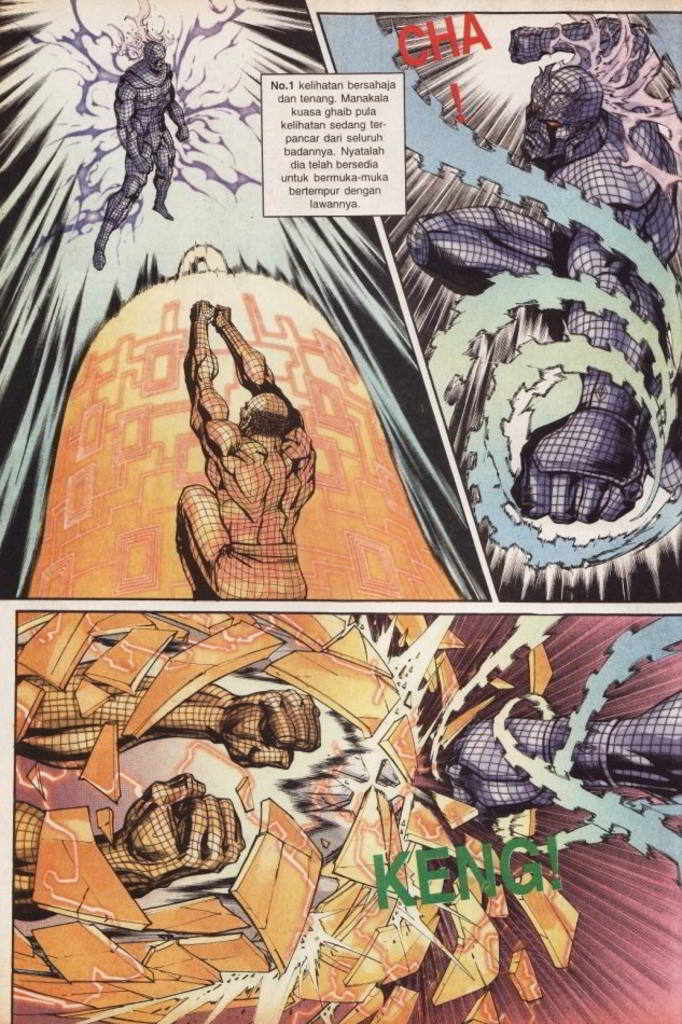 No.1 kelihatan bersahaja
dan tenang. Manakala
kuasa ghaib pula
kelihatan sedang ter-
pancar dari seluruh
badannya. Nyatalah
dia telah bersedia
untuk bermuka-muka
bertempur dengan
lawannya.
CHA
!
KENG!